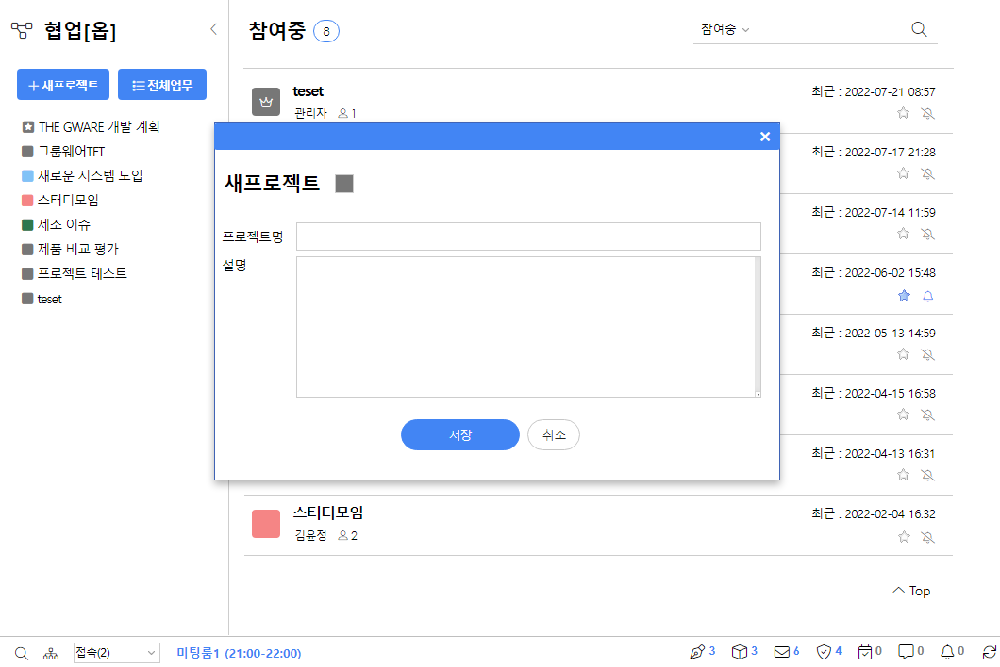 협업[옵]
+ 새프로젝트
전체업무
THE GWARE 개발 계획
그룹웨어TFT
새로운 시스템 도입
스터디모임
제조 이슈
제품 비교 평가
프로젝트 테스트
teset
참여중 8
참여중
teset
관리자 1
최근 : 2022-07-21 08:57
최근 : 2022-07-17 21:28
최근 : 2022-07-14 11:59
최근 : 2022-06-02 15:48
최근 : 2022-05-13 14:59
최근 : 2022-04-15 16:58
최근 : 2022-04-13 16:31
새프로젝트
프로젝트명
설명
저장
취소
스터디모임
김윤정 2
최근 : 2022-02-04 16:32
Top
접속(2)
미팅룸1 (21:00-22:00)
3 3 6 4 0 0 0